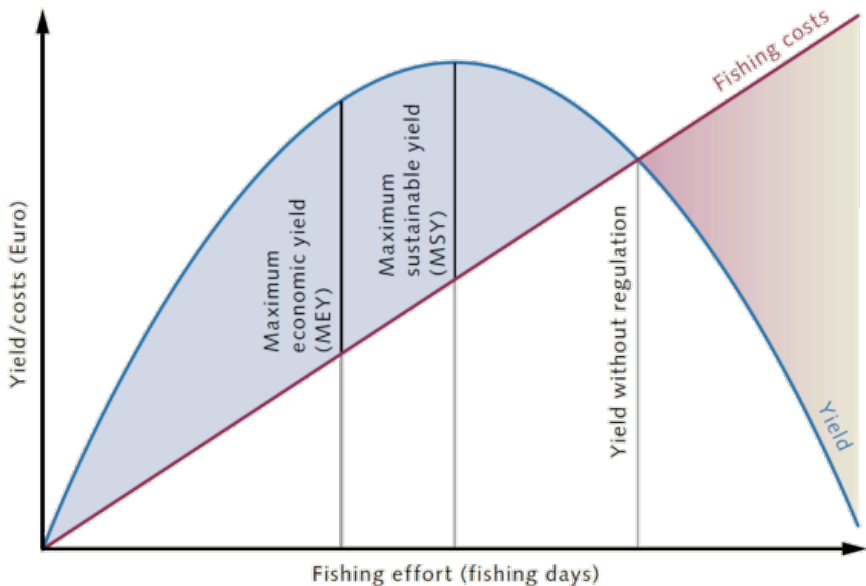 Yield/costs (Euro)
Maximum
economic yield
(MEY)
Maximum
sustainable yield
(MSY)
Yield without regulation
Fishing costs
Yield
Fishing effort (fishing days)